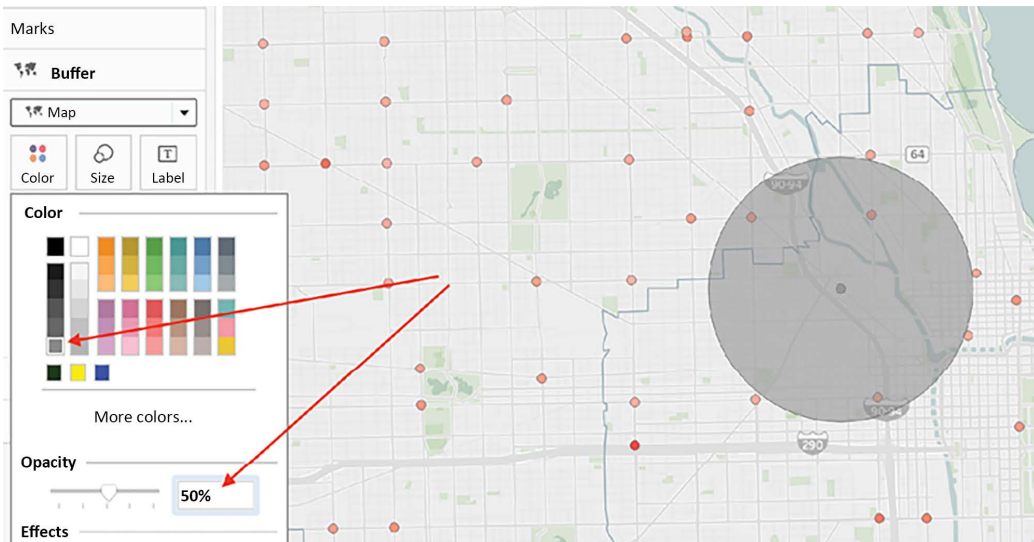 Marks
Buffer
Map
Color
Size
T
Label
Color
More colors...
Opacity
50%
Effects
64
90-94
90-94
290